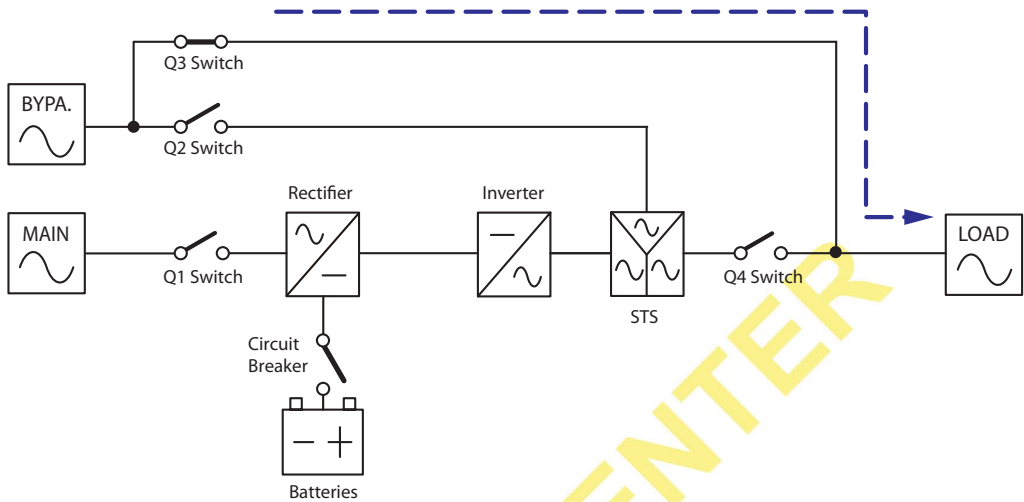 Q3 Switch
BYPA.
Q2 Switch
Rectifier
Inverter
MAIN
LOAD
Q1 Switch
Q4 Switch
STS
Circuit
Breaker
Batteries
ENTER